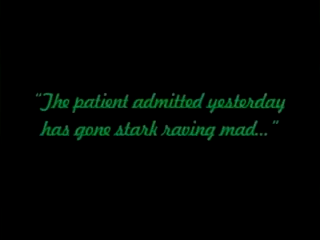 "The patient admitted yesterday
has gone stark raving mad..."